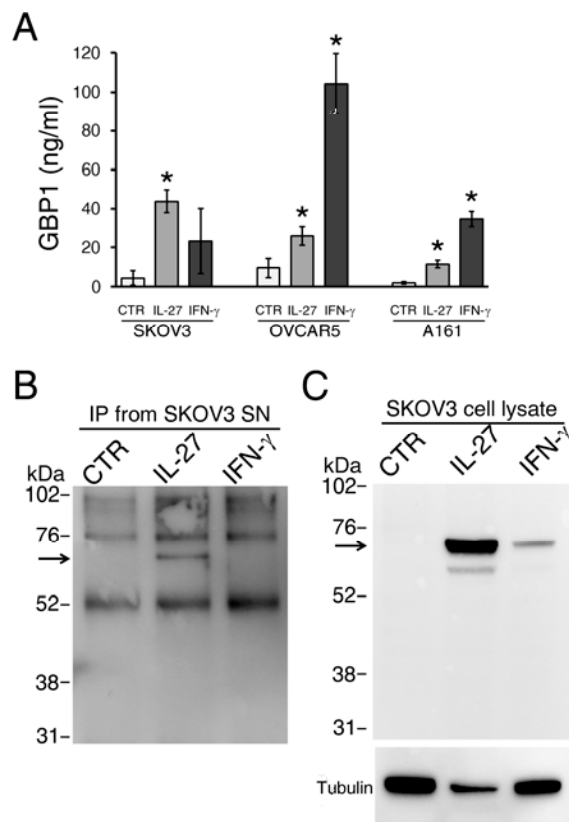 A
GBP1 (ng/ml)
120
100
80
60
40
20
0
* * * * *
CTR IL-27 IFN-γ CTR IL-27 IFN-γ CTR IL-27 IFN-γ
SKOV3 OVCAR5 A161
B
IP from SKOV3 SN
kDa CTR IL-27 IFN-γ
102-
76-
52-
38-
31-
C
SKOV3 cell lysate
kDa CTR IL-27 IFN-γ
102-
76-
52-
38-
31-
Tubulin